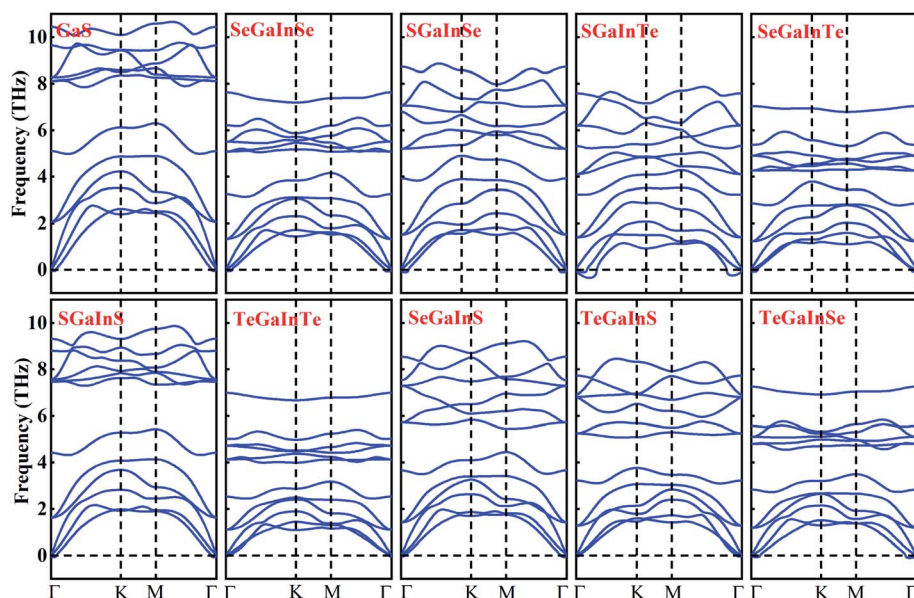 GaS
SeGaInSe
SGaInSe
SGaInTe
SeGaInTe
Frequency (THz)
10
8
6
4
2
0
SGaInS
TeGaInTe
SeGaInS
TeGaInS
TeGaInSe
Frequency (THz)
10
8
6
4
2
0
Γ K M Γ Γ K M Γ Γ K M Γ Γ K M Γ Γ K M Γ